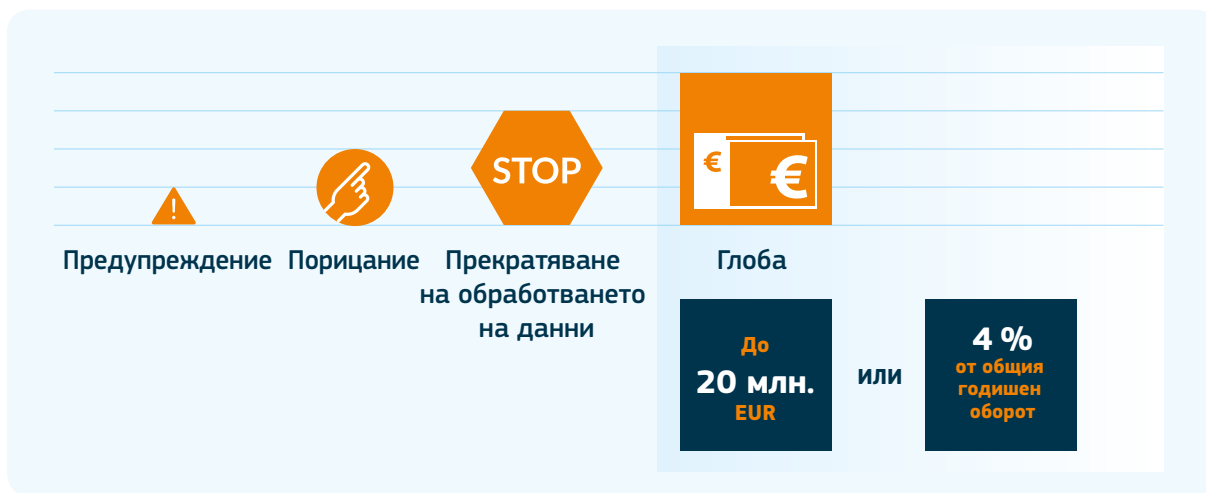 STOP
€
€
Предупреждение
Порицание
Прекратяване
на обработването
на данни
Глоба
До
20 млн.
EUR
или
4 %
от общия
годишен
оборот